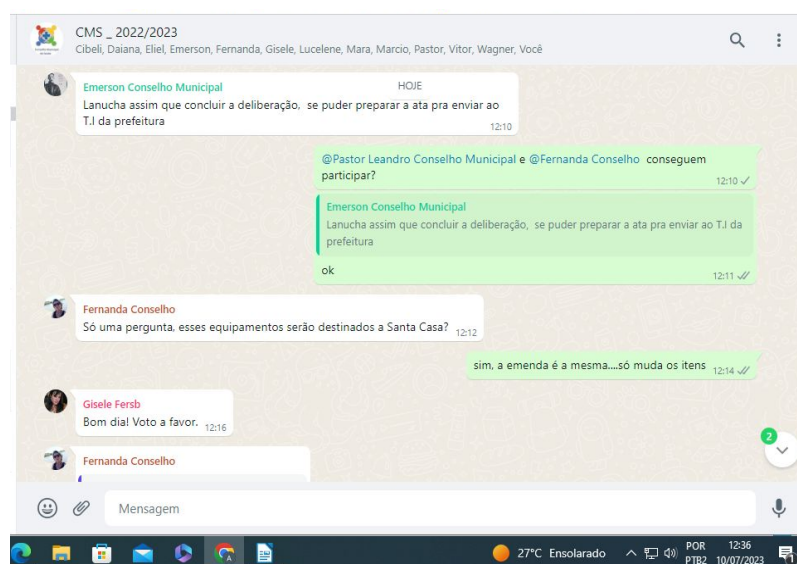 CMS _ 2022/2023
Cibeli, Daiana, Eliel, Emerson, Fernanda, Gisele, Lucelene, Mara, Marcio, Pastor, Vitor, Wagner, Você
HOJE
Emerson Conselho Municipal
Lanucha assim que concluir a deliberação, se puder preparar a ata pra enviar ao
T.I da prefeitura
12:10
@Pastor Leandro Conselho Municipal e @Fernanda Conselho conseguem
participar?
12:10
Emerson Conselho Municipal
Lanucha assim que concluir a deliberação, se puder preparar a ata pra enviar ao T.I da
prefeitura
ok
12:11
Fernanda Conselho
Só uma pergunta, esses equipamentos serão destinados a Santa Casa? 12:12
sim, a emenda é a mesma....só muda os itens 12:14
Gisele Fersb
Bom dia! Voto a favor. 12:16
2
Fernanda Conselho
Mensagem
27°C Ensolarado
POR 12:36
PTB2 10/07/2023
1